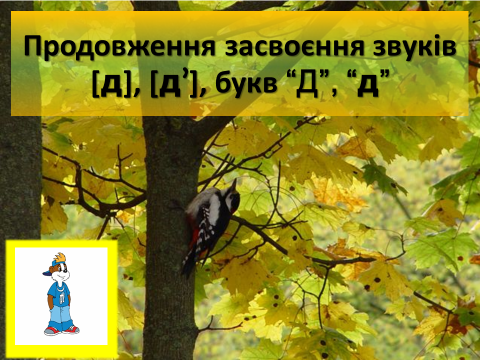 Продовження засвоєння звуків
[д], [д’], букв “Д”, “д”